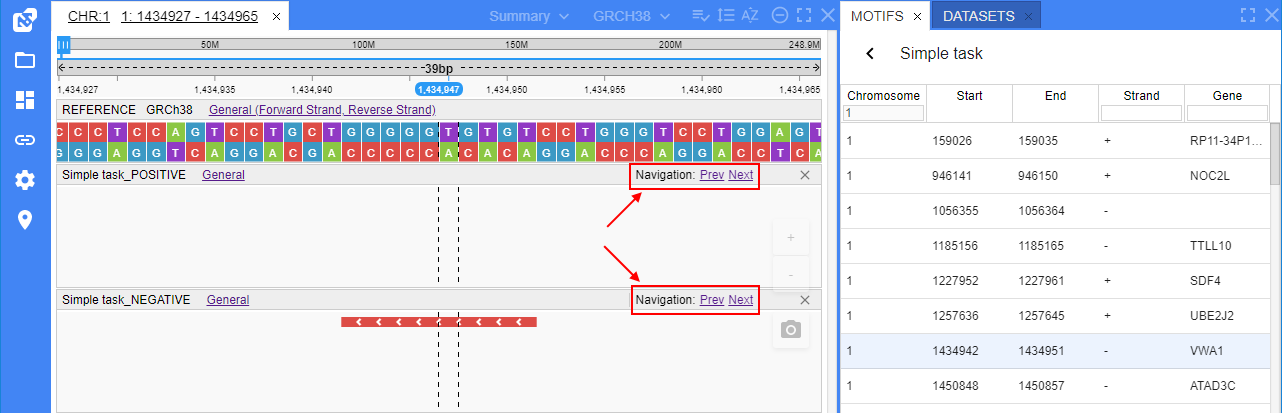 CHR:1 1: 1434927 - 1434965 ×
Summary GRCH38 AZ
50M 100M 150M 200M 248.9M
39bp
1,434,927 1,434,935 1,434,940 1,434,947 1,434,950 1,434,955 1,434,960 1,434,965
REFERENCE GRCh38 General (Forward Strand, Reverse Strand)
C C C T C C A G T C C T G C T G G G G G T G T G T C C T G G G T C C T G G A G T
G G G A G G T C A G G A C G A C C C C C A C A C A G G A C C C A G G A C C T C A
Simple task_POSITIVE General Navigation: Prev Next ×
+
-
Simple task_NEGATIVE General Navigation: Prev Next ×
MOTIFS × DATASETS ×
Simple task
Chromosome Start End Strand Gene
1
1 159026 159035 + RP11-34P1...
1 946141 946150 + NOC2L
1 1056355 1056364 -
1 1185156 1185165 - TTLL10
1 1227952 1227961 + SDF4
1 1257636 1257645 + UBE2J2
1 1434942 1434951 - VWA1
1 1450848 1450857 - ATAD3C